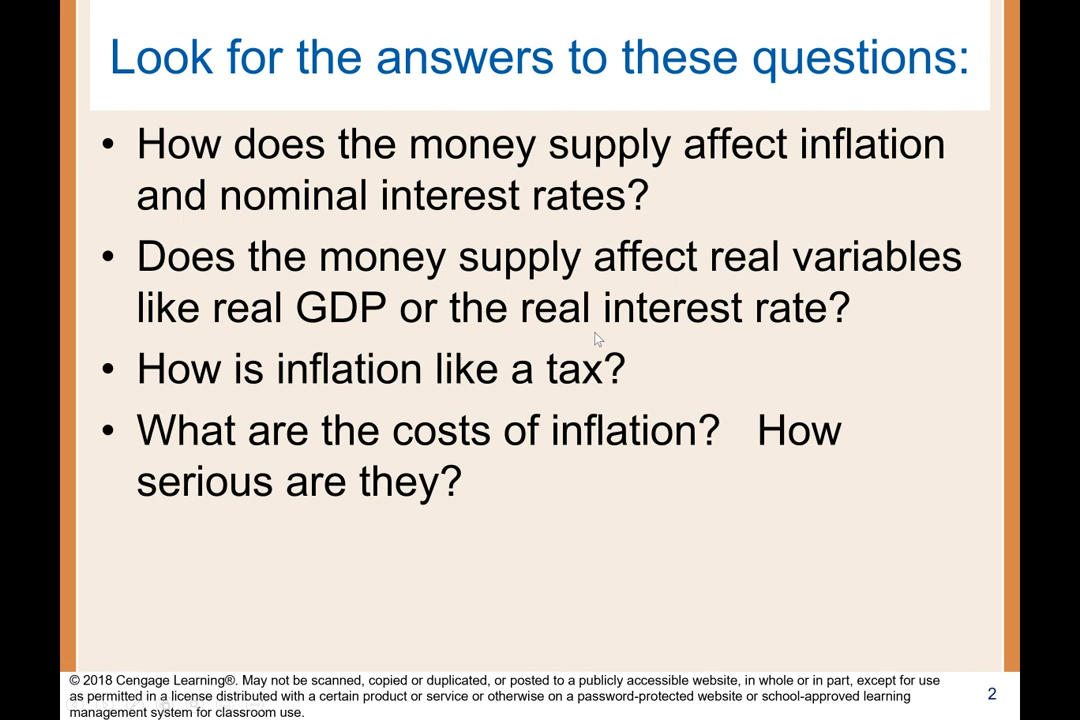 Look for the answers to these questions:
• How does the money supply affect inflation
and nominal interest rates?
• Does the money supply affect real variables
like real GDP or the real interest rate?
• How is inflation like a tax?
• What are the costs of inflation?   How
serious are they?
© 2018 Cengage Learning®. May not be scanned, copied or duplicated, or posted to a publicly accessible website, in whole or in part, except for use
as permitted in a license distributed with a certain product or service or otherwise on a password-protected website or school-approved learning
management system for classroom use.
2